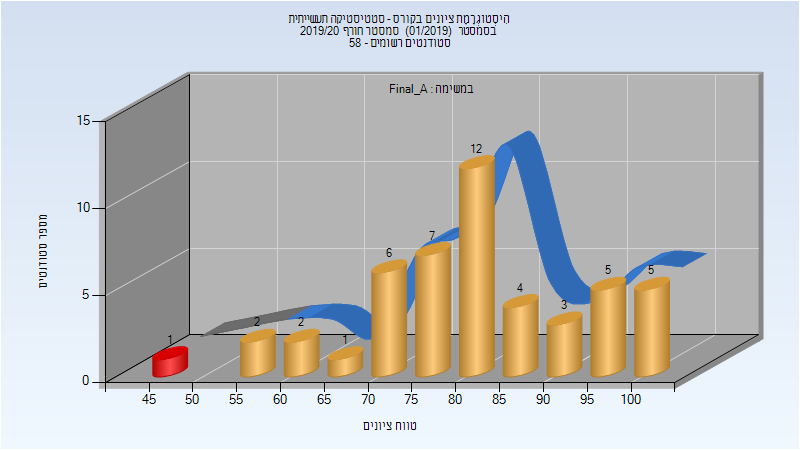 היסטוגרמת ציונים בקורס - סטטיסטיקה תעשייתית
בסמסטר (01/2019) סמסטר חורף 2019/20
סטודנטים רשומים - 58
במשימה : Final_A
מספר סטודנטים
15
10
5
0
1
2
2
1
6
7
12
4
3
5
5
45 50 55 60 65 70 75 80 85 90 95 100
טווח ציונים